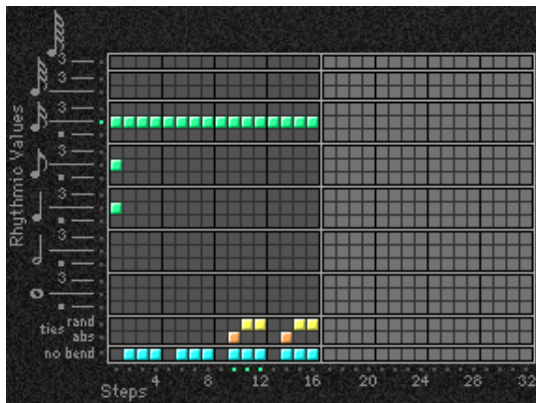 3
3
3
3
3
3
Rhythmic Values
ties rand
abs
no bend
4 8 12 16 20 24 28 32
Steps